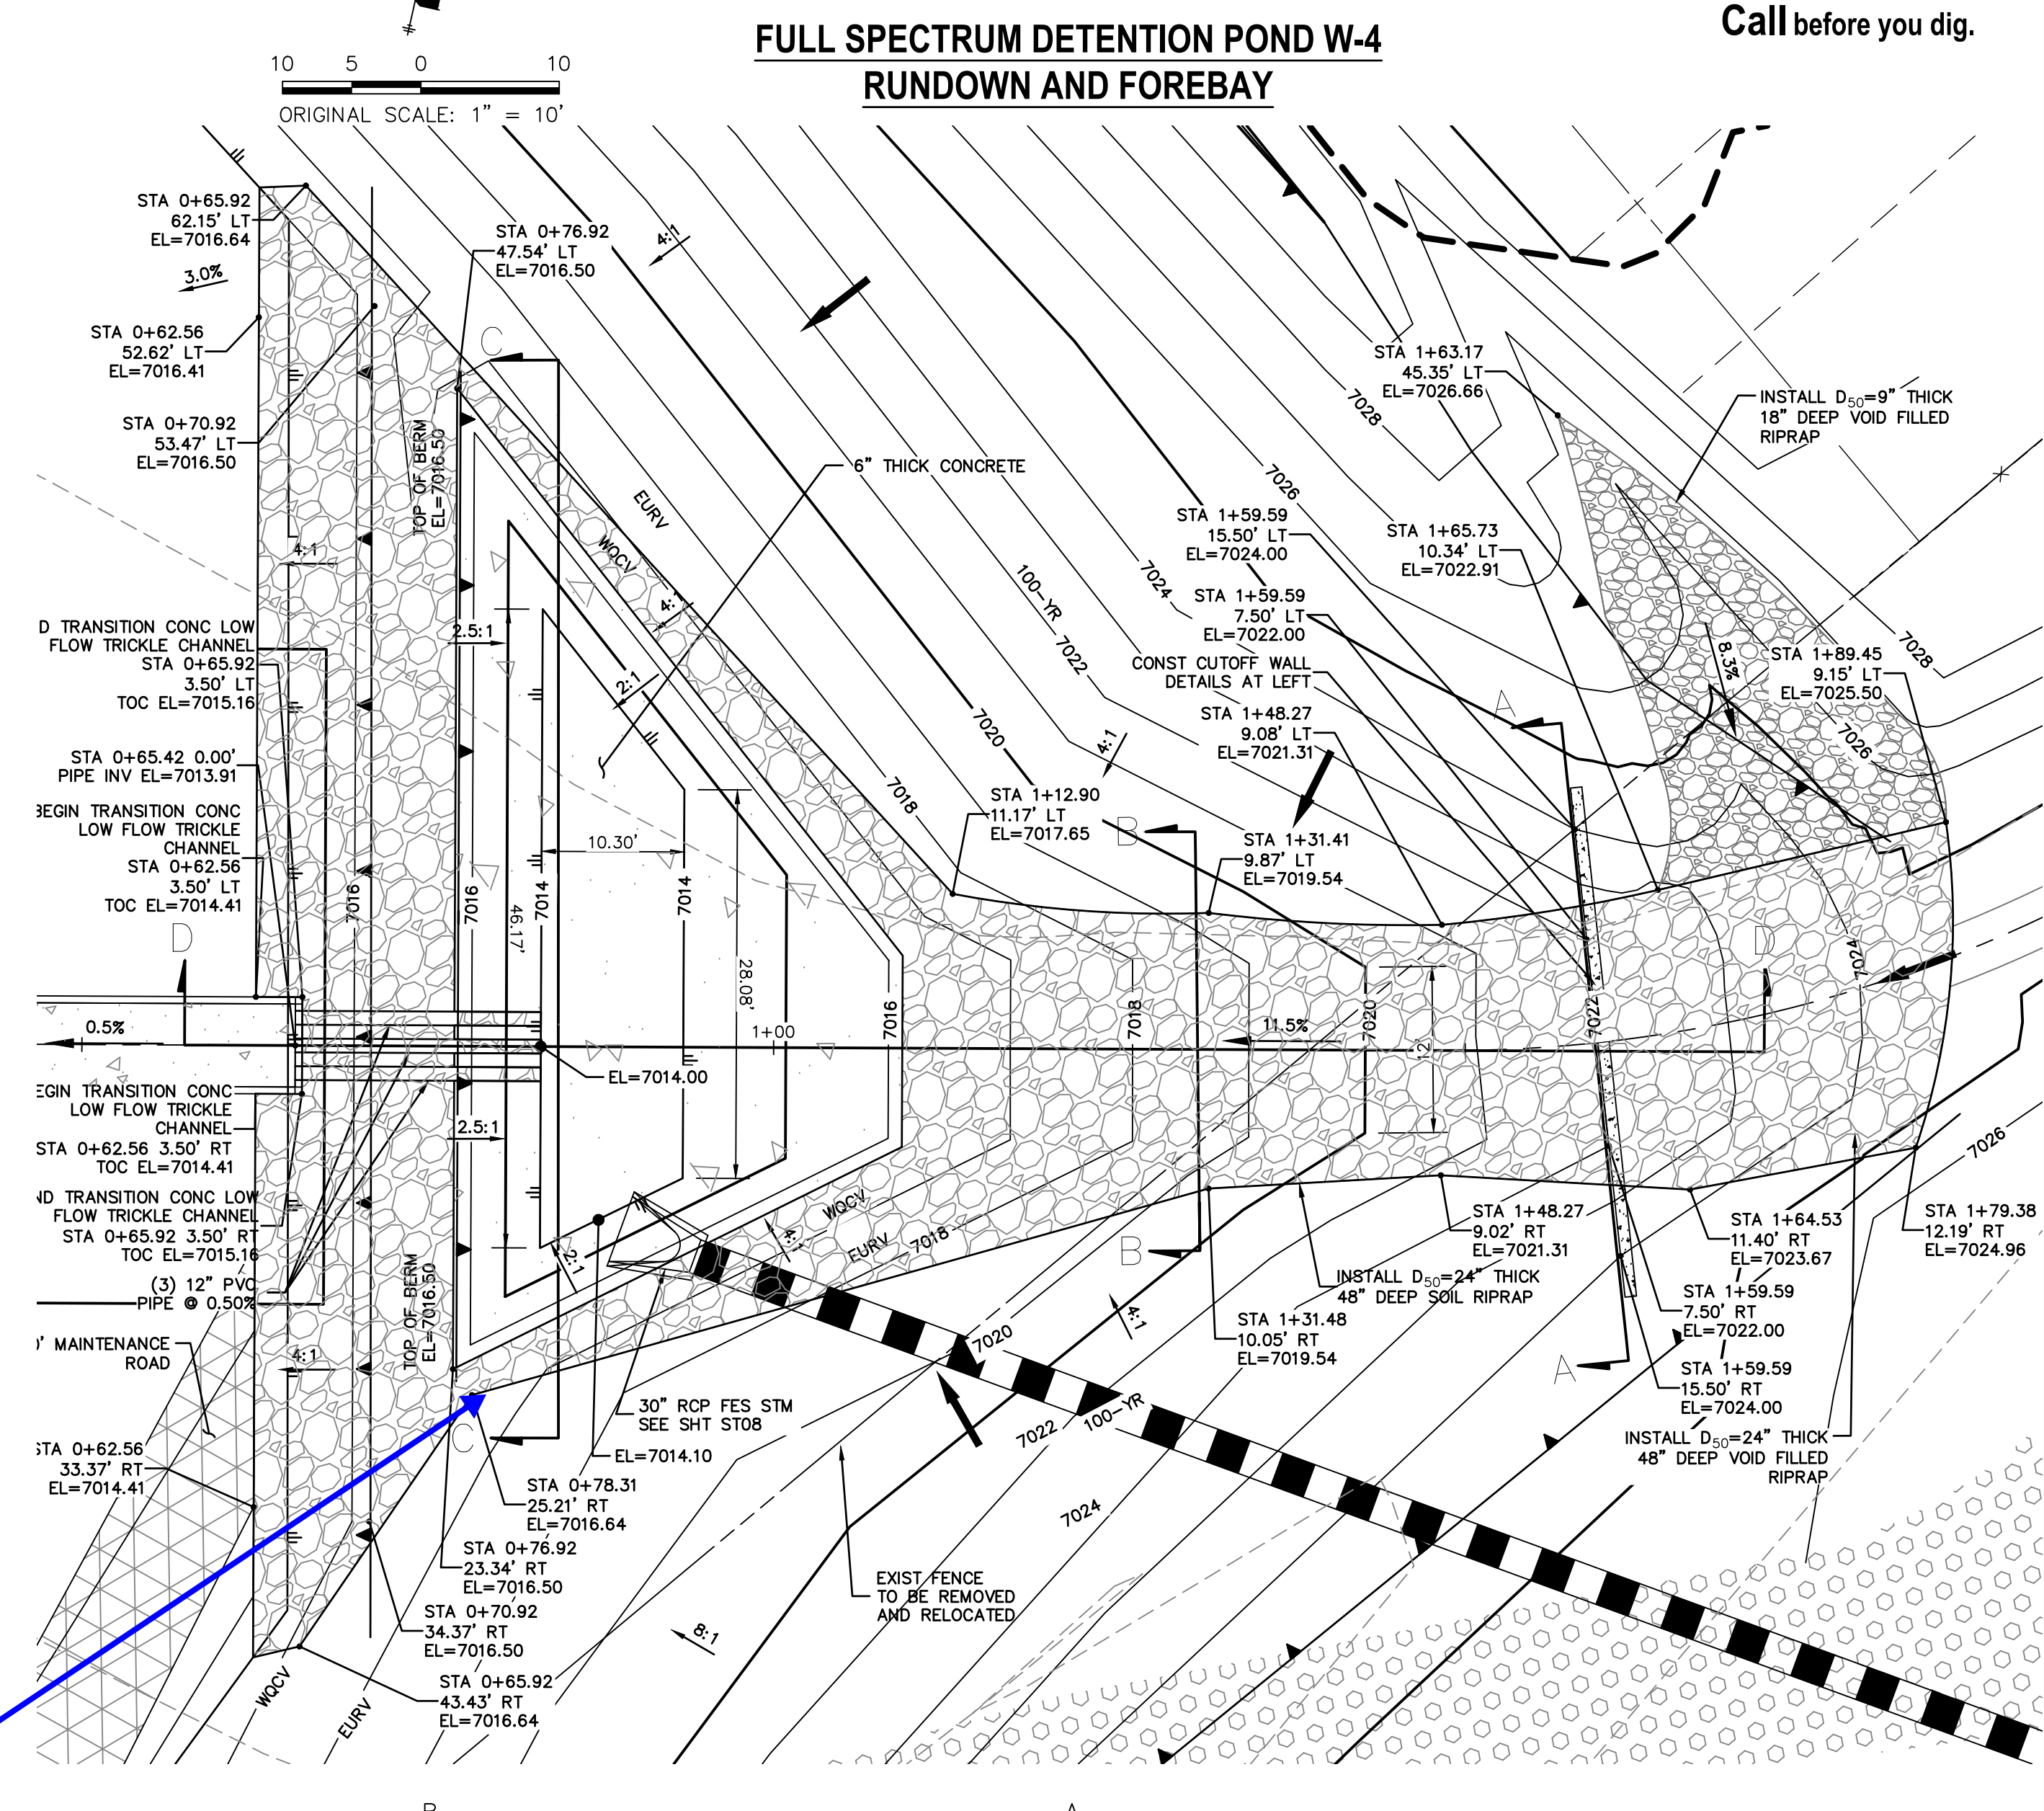 Call before you dig.
FULL SPECTRUM DETENTION POND W-4
RUNDOWN AND FOREBAY
10 5 0 10
ORIGINAL SCALE: 1" = 10'
STA 0+65.92
62.15' LT
EL=7016.64
3.0%
STA 0+62.56
52.62' LT
EL=7016.41
STA 0+70.92
53.47' LT
EL=7016.50
STA 0+76.92
47.54' LT
EL=7016.50
4:1
C
TOP OF BERM
EL=7016.50
6" THICK CONCRETE
EURV
WQCV
4:1
4:1
2.5:1
2:1
100-YR
7028
7026
7024
7022
7020
7018
STA 1+63.17
45.35' LT
EL=7026.66
INSTALL D50=9" THICK
18" DEEP VOID FILLED
RIPRAP
STA 1+59.59
15.50' LT
EL=7024.00
STA 1+65.73
10.34' LT
EL=7022.91
STA 1+59.59
7.50' LT
EL=7022.00
CONST CUTOFF WALL
DETAILS AT LEFT
STA 1+48.27
9.08' LT
EL=7021.31
4:1
A
8.3%
STA 1+89.45
9.15' LT
EL=7025.50
7028
7026
D TRANSITION CONC LOW
FLOW TRICKLE CHANNEL
STA 0+65.92
3.50' LT
TOC EL=7015.16
STA 0+65.42 0.00'
PIPE INV EL=7013.91
BEGIN TRANSITION CONC
LOW FLOW TRICKLE
CHANNEL
STA 0+62.56
3.50' LT
TOC EL=7014.41
STA 1+12.90
11.17' LT
EL=7017.65
B
STA 1+31.41
9.87' LT
EL=7019.54
10.30'
7016
7016
7014
7014
46.17'
28.08'
7016
7018
7020
12'
7022
7024
D
D
0.5%
1+00
11.5%
EL=7014.00
EGIN TRANSITION CONC
LOW FLOW TRICKLE
CHANNEL
STA 0+62.56 3.50' RT
TOC EL=7014.41
2.5:1
ND TRANSITION CONC LOW
FLOW TRICKLE CHANNEL
STA 0+65.92 3.50' RT
TOC EL=7015.16
(3) 12" PVC
PIPE @ 0.50%
0' MAINTENANCE
ROAD
4:1
TOP OF BERM
EL=7016.50
2:1
4:1
WQCV
EURV
7018
B
4:1
7020
7022
100-YR
7024
7026
STA 1+48.27
9.02' RT
EL=7021.31
INSTALL D50=24" THICK
48" DEEP SOIL RIPRAP
STA 1+31.48
10.05' RT
EL=7019.54
STA 1+64.53
11.40' RT
EL=7023.67
STA 1+79.38
12.19' RT
EL=7024.96
STA 1+59.59
7.50' RT
EL=7022.00
A
STA 1+59.59
15.50' RT
EL=7024.00
INSTALL D50=24" THICK
48" DEEP VOID FILLED
RIPRAP
30" RCP FES STM
SEE SHT ST08
EL=7014.10
C
STA 0+62.56
33.37' RT
EL=7014.41
STA 0+78.31
25.21' RT
EL=7016.64
STA 0+76.92
23.34' RT
EL=7016.50
STA 0+70.92
34.37' RT
EL=7016.50
STA 0+65.92
43.43' RT
EL=7016.64
EXIST FENCE
TO BE REMOVED
AND RELOCATED
8:1
WQCV
EURV